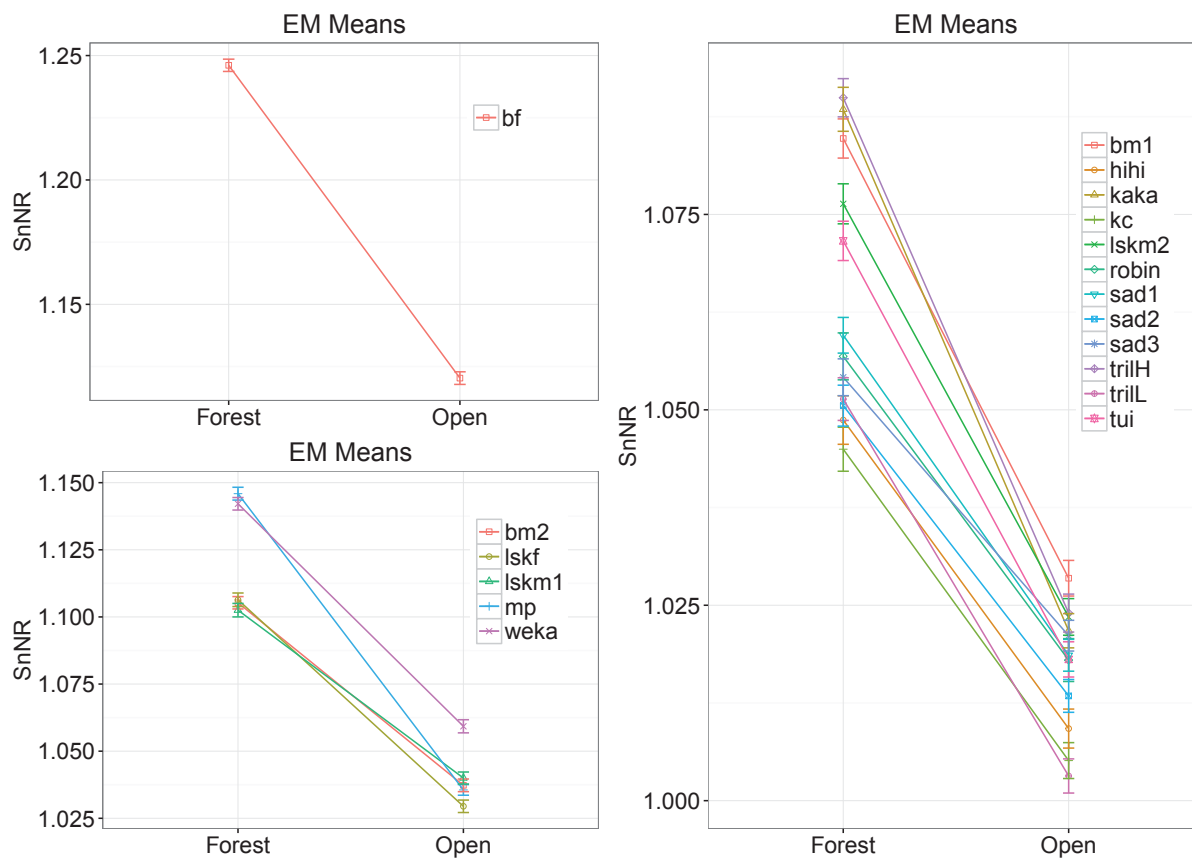 EM Means
SnNR
1.25
1.20
1.15
Forest
Open
bf
EM Means
SnNR
1.150
1.125
1.100
1.075
1.050
1.025
Forest
Open
bm2
lskf
lskm1
mp
weka
EM Means
SnNR
1.075
1.050
1.025
1.000
Forest
Open
bm1
hihi
kaka
kc
lskm2
robin
sad1
sad2
sad3
trilH
trilL
tui